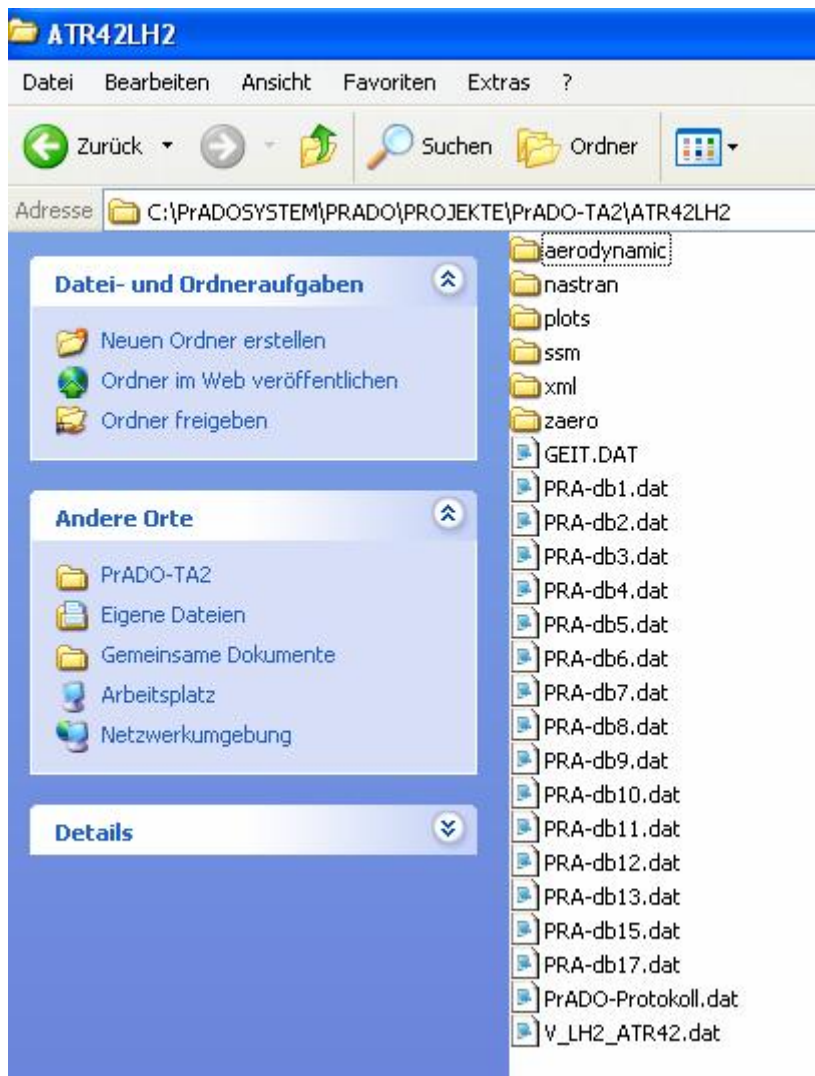 ATR42LH2
Datei Bearbeiten Ansicht Favoriten Extras ?
Zurück Suchen Ordner
Adresse C:\PrADOSYSTEM\PRADO\PROJEKTE\PrADO-TA2\ATR42LH2
Datei- und Ordneraufgaben
Neuen Ordner erstellen
Ordner im Web veröffentlichen
Ordner freigeben
Andere Orte
PrADO-TA2
Eigene Dateien
Gemeinsame Dokumente
Arbeitsplatz
Netzwerkumgebung
Details
aerodynamic
nastran
plots
ssm
xml
zaero
GEIT.DAT
PRA-db1.dat
PRA-db2.dat
PRA-db3.dat
PRA-db4.dat
PRA-db5.dat
PRA-db6.dat
PRA-db7.dat
PRA-db8.dat
PRA-db9.dat
PRA-db10.dat
PRA-db11.dat
PRA-db12.dat
PRA-db13.dat
PRA-db15.dat
PRA-db17.dat
PrADO-Protokoll.dat
V_LH2_ATR42.dat